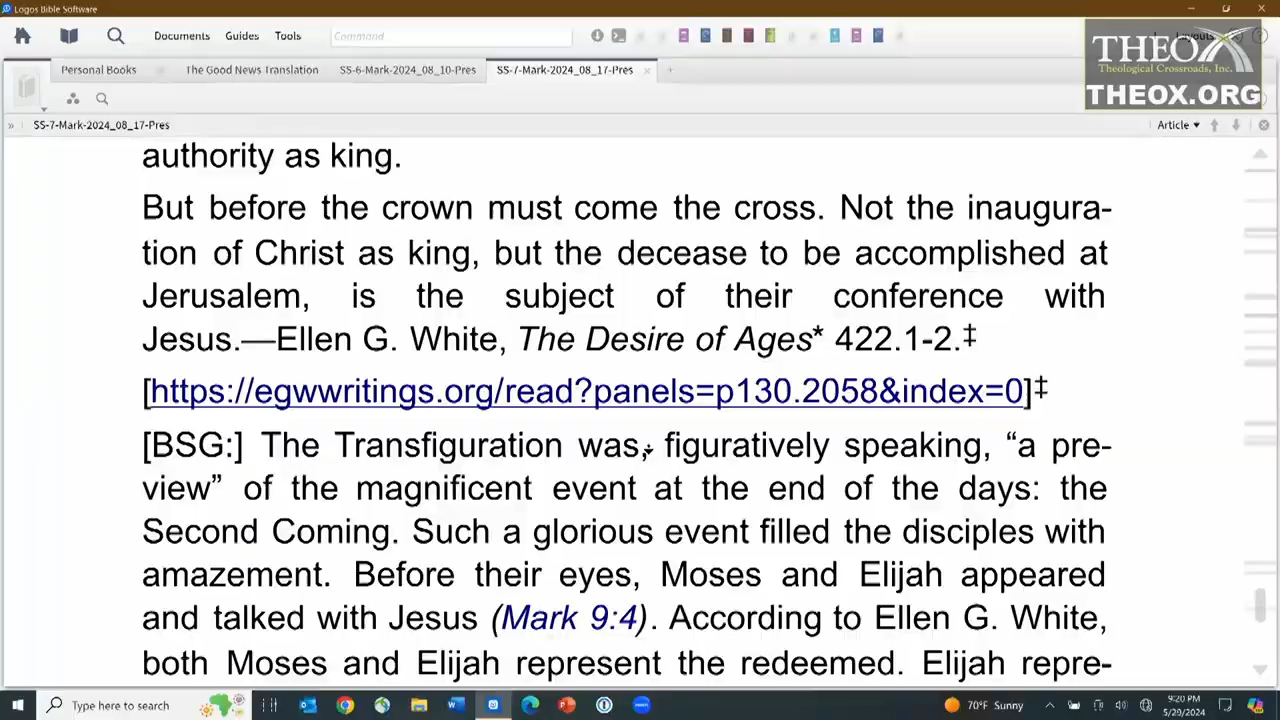 Logos Bible Software
Documents Guides Tools Command
THEOX
Theological Crossroads, Inc.
THEOX.ORG
Personal Books The Good News Translation SS-7-Mark-2024_08_17-Pres
SS-7-Mark-2024_08_17-Pres Article
authority as king.
But before the crown must come the cross. Not the inaugura-
tion of Christ as king, but the decease to be accomplished at
Jerusalem, is the subject of their conference with
Jesus.—Ellen G. White, The Desire of Ages* 422.1-2.‡
[https://egwwritings.org/read?panels=p130.2058&index=0]‡
[BSG:] The Transfiguration was, figuratively speaking, “a pre-
view” of the magnificent event at the end of the days: the
Second Coming. Such a glorious event filled the disciples with
amazement. Before their eyes, Moses and Elijah appeared
and talked with Jesus (Mark 9:4). According to Ellen G. White,
both Moses and Elijah represent the redeemed. Elijah repre-
Type here to search 70°F Sunny 9:20 PM
5/29/2024